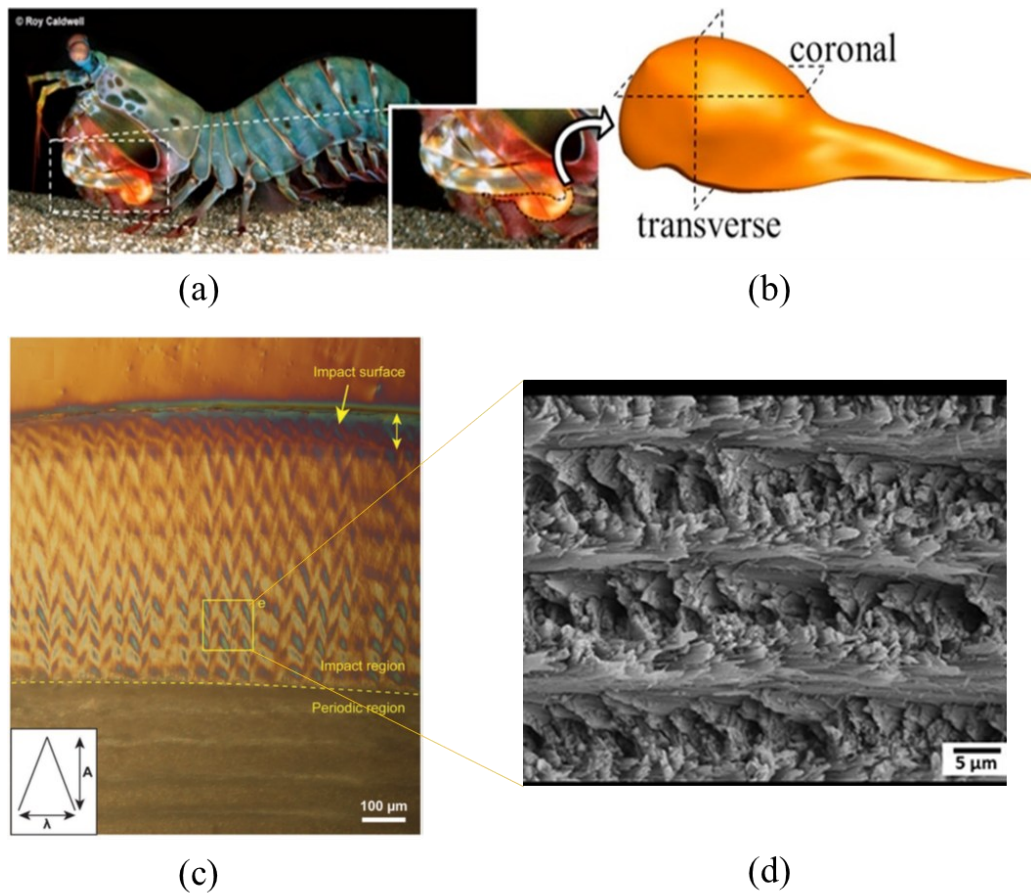 © Roy Caldwell
coronal
transverse
(a)
(b)
Impact surface
e
Impact region
Periodic region
A
λ
100 µm
5 µm
(c)
(d)